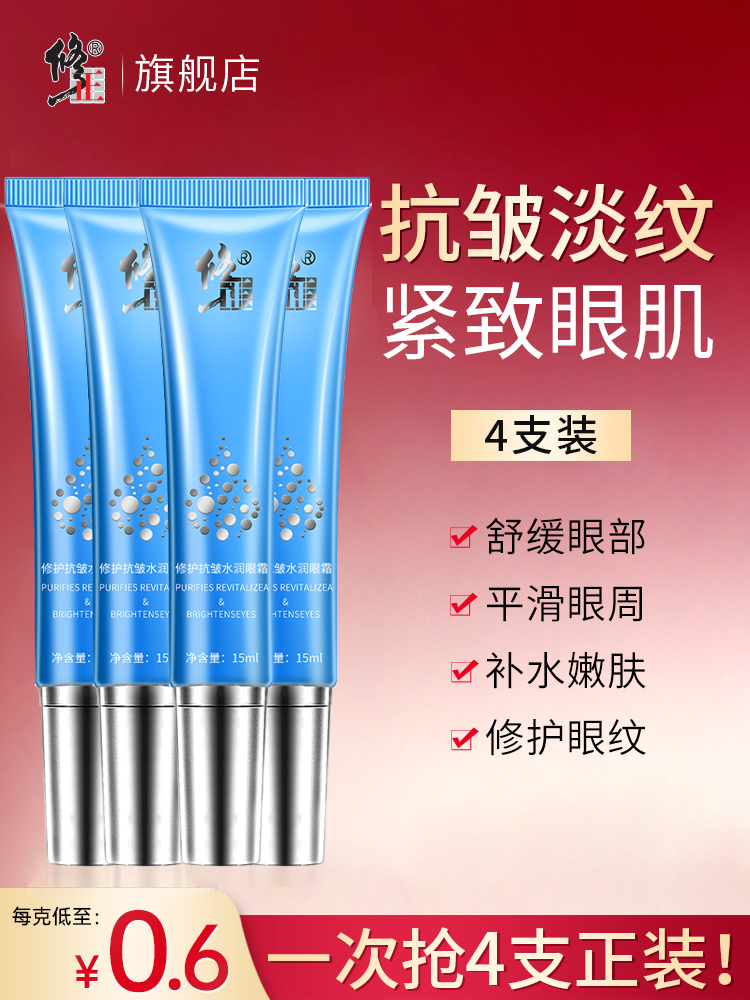 修正® 旗舰店
抗皱淡纹
紧致眼肌
4支装
舒缓眼部
平滑眼周
补水嫩肤
修护眼纹
修正®
修护抗皱水润眼霜
PURIFIES REVITALIZEA
&
BRIGHTENSEYES
净含量：15ml
每克低至：
¥0.6
一次抢4支正装！